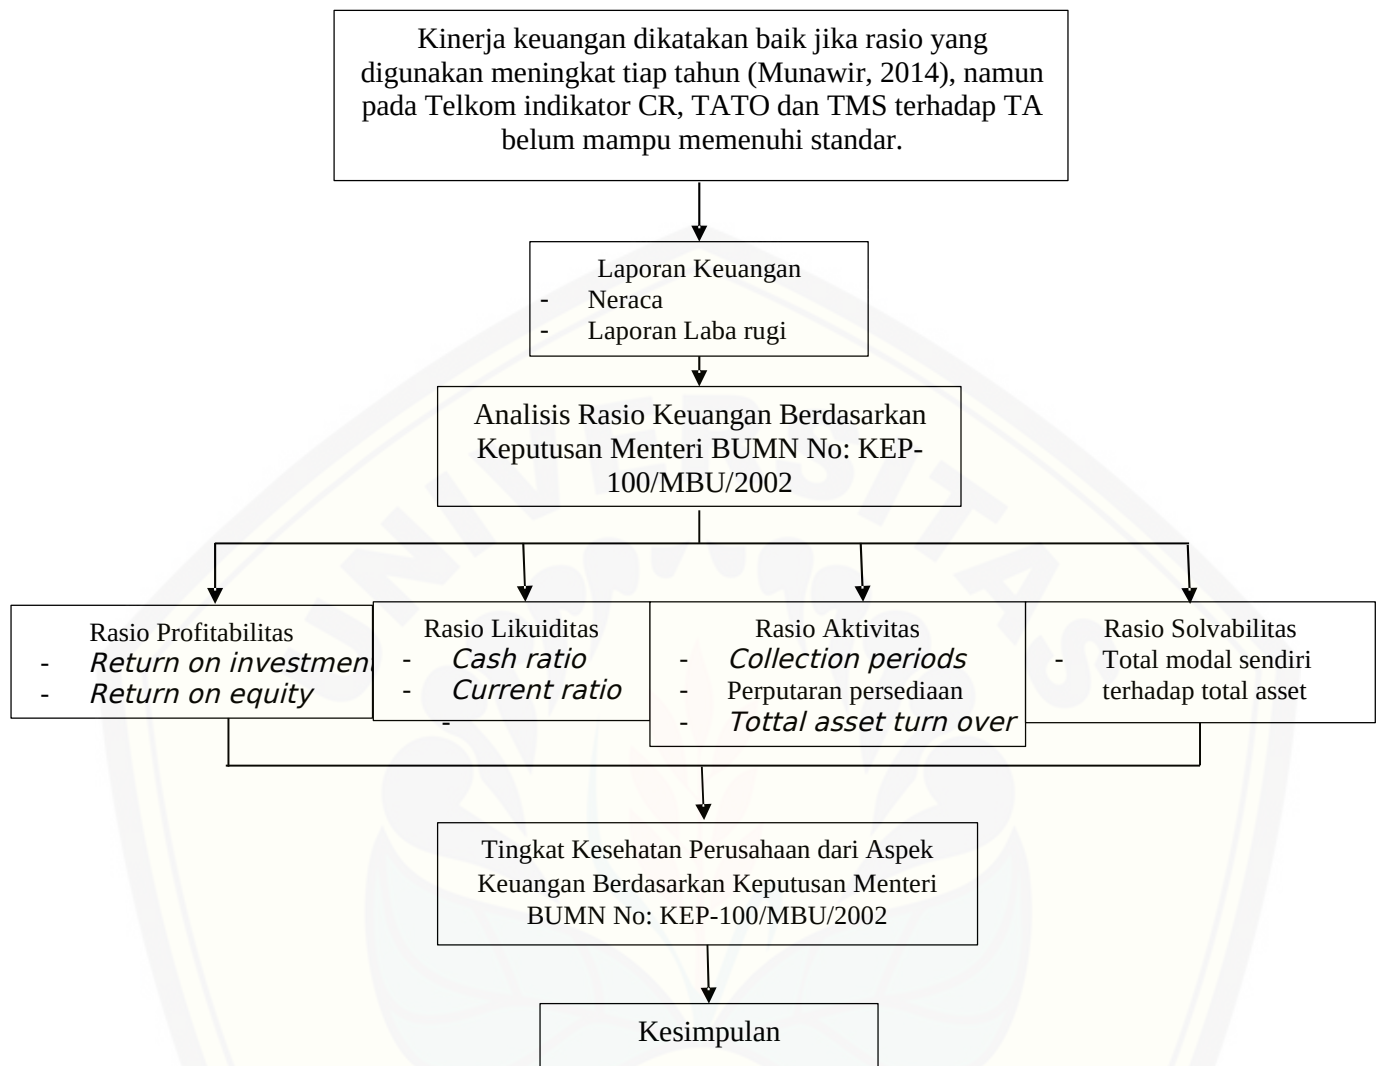 Kinerja keuangan dikatakan baik jika rasio yang
digunakan meningkat tiap tahun (Munawir, 2014), namun
pada Telkom indikator CR, TATO dan TMS terhadap TA
belum mampu memenuhi standar.
Laporan Keuangan
- Neraca
- Laporan Laba rugi
Analisis Rasio Keuangan Berdasarkan
Keputusan Menteri BUMN No: KEP-
100/MBU/2002
Rasio Profitabilitas
- Return on investmen
- Return on equity
Rasio Likuiditas
- Cash ratio
- Current ratio
-
Rasio Aktivitas
- Collection periods
- Perputaran persediaan
- Tottal asset turn over
Rasio Solvabilitas
- Total modal sendiri
terhadap total asset
Tingkat Kesehatan Perusahaan dari Aspek
Keuangan Berdasarkan Keputusan Menteri
BUMN No: KEP-100/MBU/2002
Kesimpulan
UNIVERSITAS